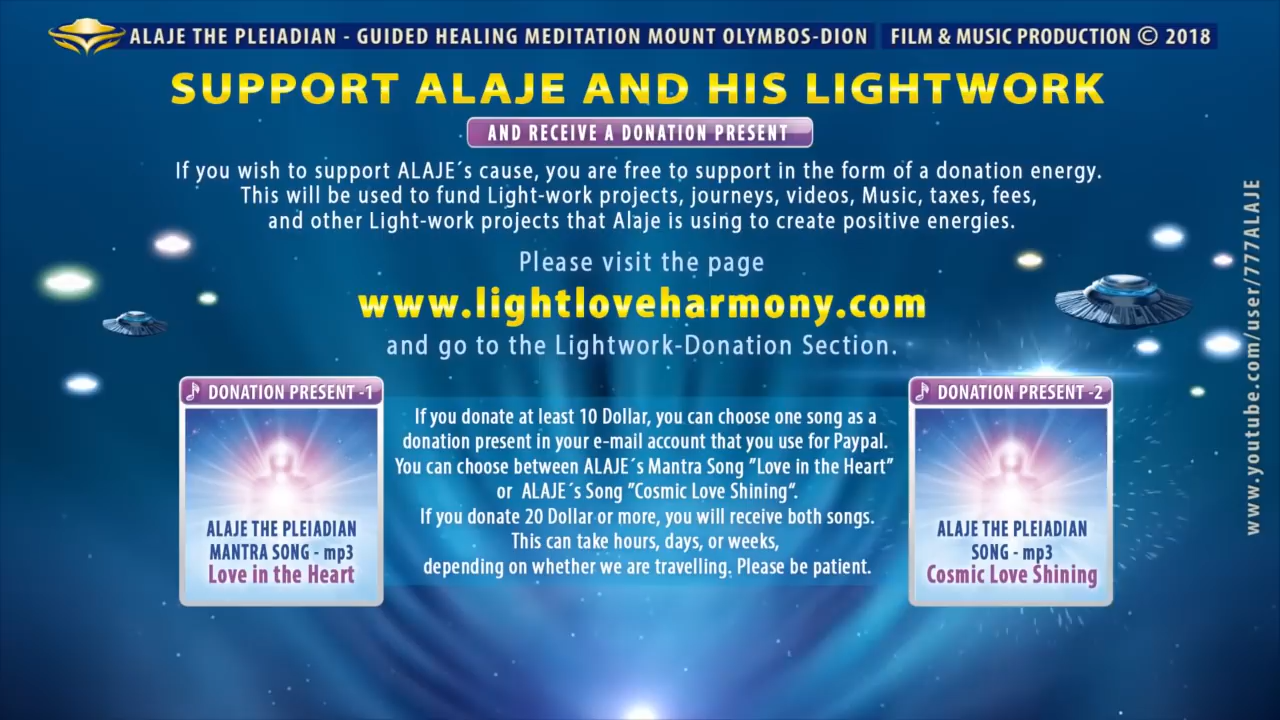 ALAJE THE PLEIADIAN - GUIDED HEALING MEDITATION MOUNT OLYMBOS-DION FILM & MUSIC PRODUCTION © 2018
SUPPORT ALAJE AND HIS LIGHTWORK
AND RECEIVE A DONATION PRESENT
If you wish to support ALAJE´s cause, you are free to support in the form of a donation energy.
This will be used to fund Light-work projects, journeys, videos, Music, taxes, fees,
and other Light-work projects that Alaje is using to create positive energies.
Please visit the page
www.lightloveharmony.com
and go to the Lightwork-Donation Section.
DONATION PRESENT -1
ALAJE THE PLEIADIAN
MANTRA SONG - mp3
Love in the Heart
If you donate at least 10 Dollar, you can choose one song as a
donation present in your e-mail account that you use for Paypal.
You can choose between ALAJE´s Mantra Song ”Love in the Heart”
or ALAJE´s Song ”Cosmic Love Shining“.
If you donate 20 Dollar or more, you will receive both songs.
This can take hours, days, or weeks,
depending on whether we are travelling. Please be patient.
DONATION PRESENT -2
ALAJE THE PLEIADIAN
SONG - mp3
Cosmic Love Shining
www.youtube.com/user/777ALAJE